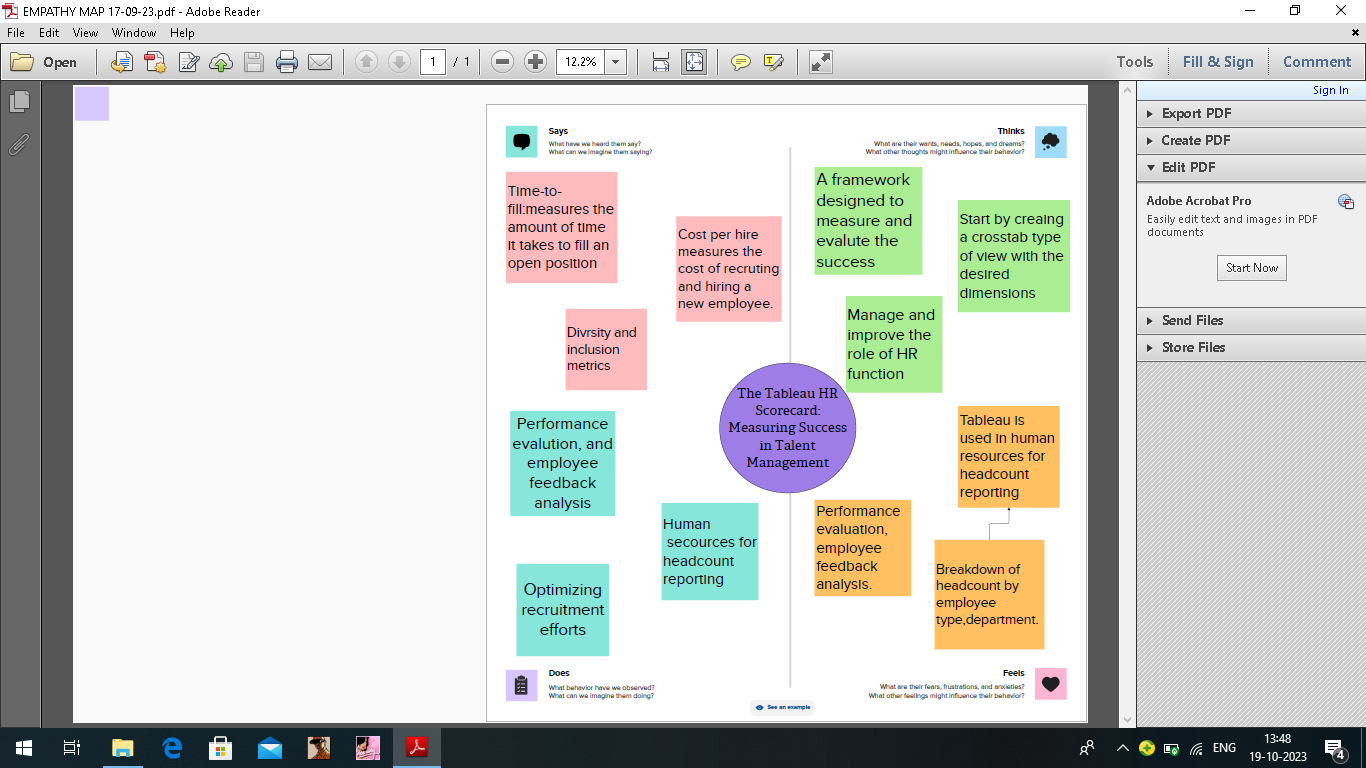 EMPATHY MAP 17-09-23.pdf - Adobe Reader
File Edit View Window Help
Open
1 / 1
12.2%
Tools
Fill & Sign
Comment
Sign In
Export PDF
Create PDF
Edit PDF
Adobe Acrobat Pro
Easily edit text and images in PDF
documents
Start Now
Send Files
Store Files
Says
What have we heard them say?
What can we imagine them saying?
Thinks
What are their wants, needs, hopes, and dreams?
What other thoughts might influence their behavior?
Time-to-
fill:measures the
amount of time
it takes to fill an
open position
Cost per hire
measures the
cost of recruting
and hiring a
new employee.
Divrsity and
inclusion
metrics
A framework
designed to
measure and
evalute the
success
Start by creaing
a crosstab type
of view with the
desired
dimensions
Manage and
improve the
role of HR
function
The Tableau HR
Scorecard:
Measuring Success
in Talent
Management
Performance
evalution, and
employee
feedback
analysis
Human
secources for
headcount
reporting
Optimizing
recruitment
efforts
Tableau is
used in human
resources for
headcount
reporting
Performance
evaluation,
employee
feedback
analysis.
Breakdown of
headcount by
employee
type,department.
Does
What behavior have we observed?
What can we imagine them doing?
Feels
What are their fears, frustrations, and anxieties?
What other feelings might influence their behavior?
See an example
ENG
13:48
19-10-2023
4